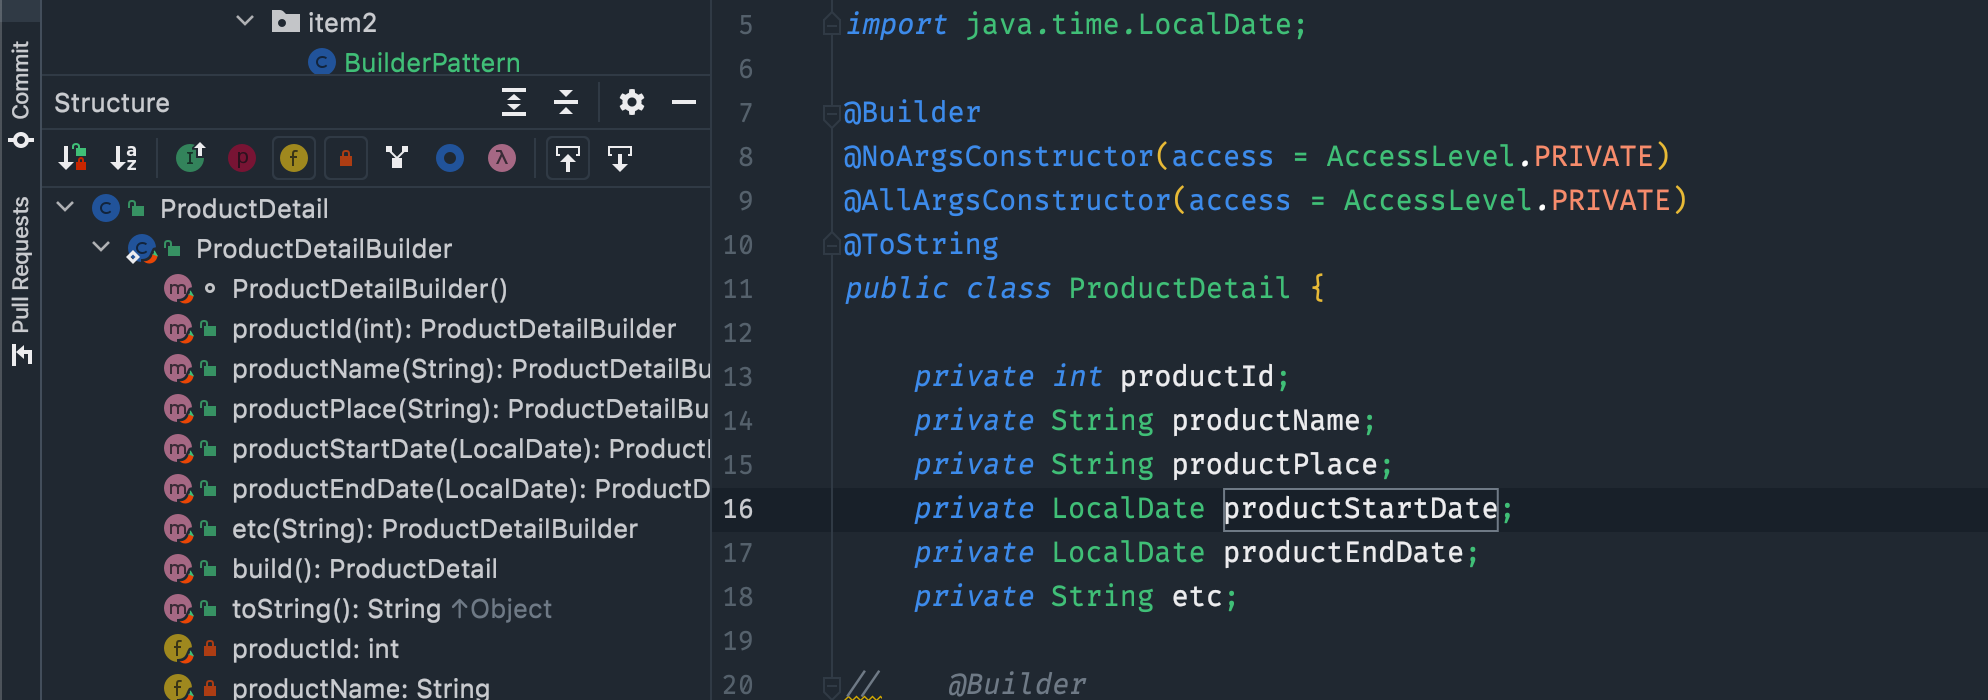 Commit
Pull Requests
item2
BuilderPattern
Structure
ProductDetail
ProductDetailBuilder
ProductDetailBuilder()
productId(int): ProductDetailBuilder
productName(String): ProductDetailBu
productPlace(String): ProductDetailBu
productStartDate(LocalDate): Product
productEndDate(LocalDate): ProductD
etc(String): ProductDetailBuilder
build(): ProductDetail
toString(): String ↑Object
productId: int
productName: String
5 import java.time.LocalDate;
6
7 @Builder
8 @NoArgsConstructor(access = AccessLevel.PRIVATE)
9 @AllArgsConstructor(access = AccessLevel.PRIVATE)
10 @ToString
11 public class ProductDetail {
12
13 private int productId;
14 private String productName;
15 private String productPlace;
16 private LocalDate productStartDate;
17 private LocalDate productEndDate;
18 private String etc;
19
20 // @Builder